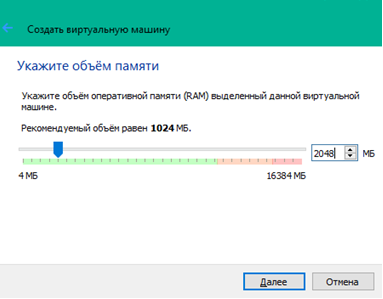 Создать виртуальную машину
Укажите объём памяти
Укажите объём оперативной памяти (RAM) выделенный данной виртуальной
машине.
Рекомендуемый объём равен 1024 МБ.
2048 МБ
4 МБ 16384 МБ
Далее Отмена